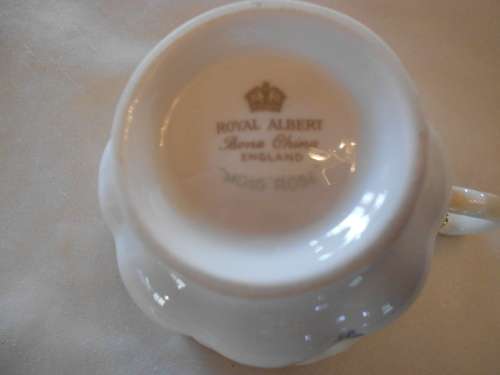 ROYAL ALBERT
Bone China
ENGLAND
MOSS ROSE